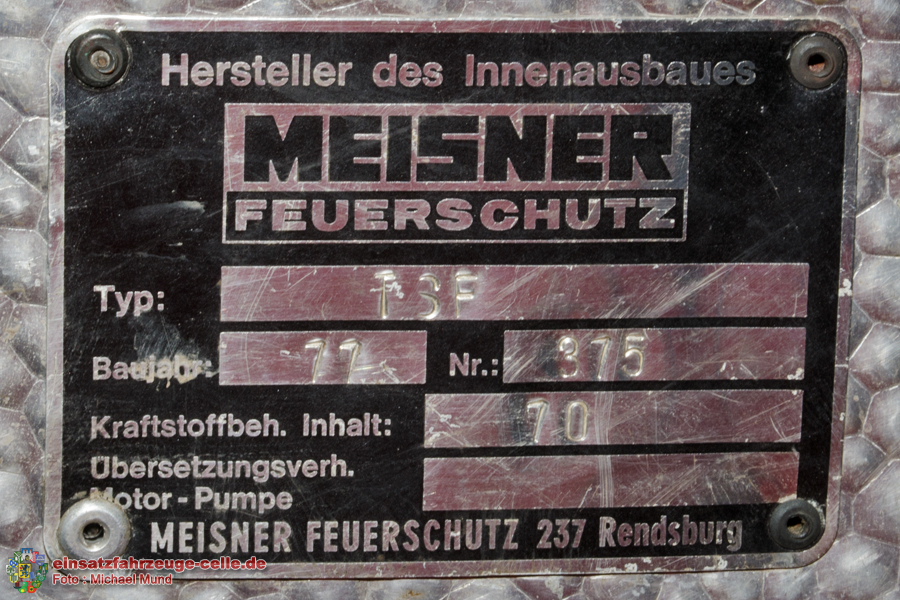 Hersteller des Innenausbaues
MEISNER
FEUERSCHUTZ
Typ: TSF
Baujahr: 77 Nr.: 375
Kraftstoffbeh. Inhalt: 70
Übersetzungsverh.
Motor - Pumpe
MEISNER FEUERSCHUTZ 237 Rendsburg
einsatzfahrzeuge-celle.de
Foto : Michael Mund